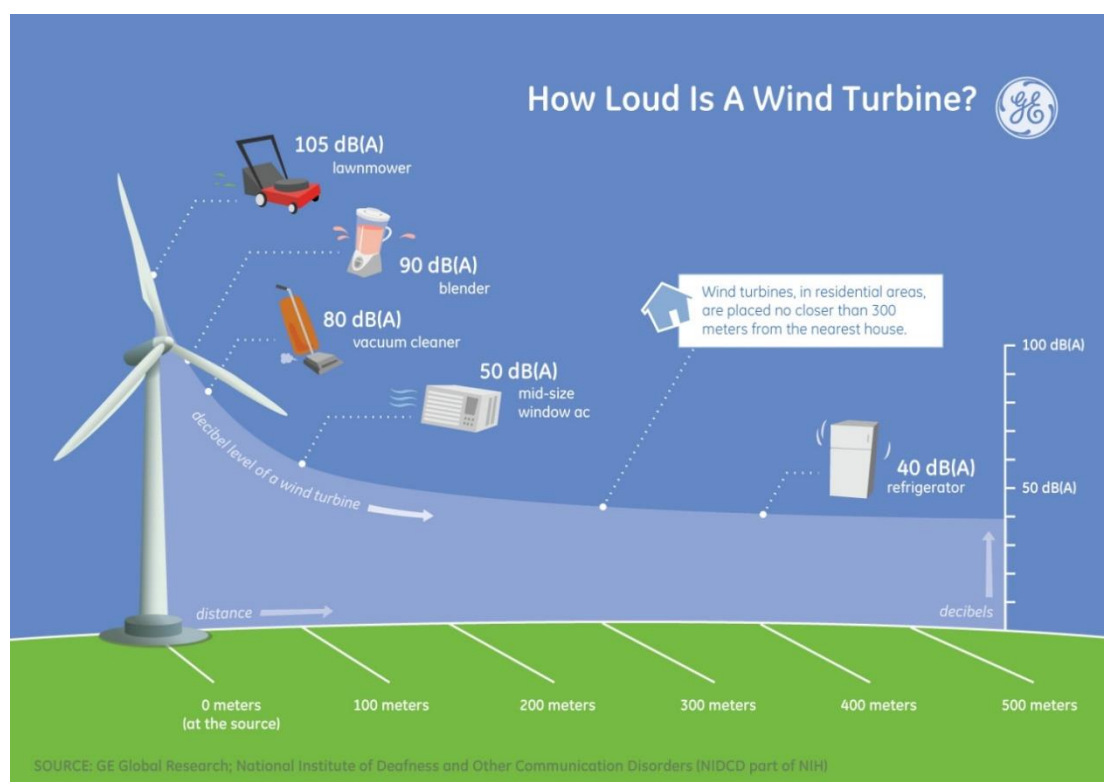 How Loud Is A Wind Turbine?
GE
105 dB(A)
lawnmower
90 dB(A)
blender
80 dB(A)
vacuum cleaner
50 dB(A)
mid-size
window ac
Wind turbines, in residential areas,
are placed no closer than 300
meters from the nearest house.
100 dB(A)
40 dB(A)
refrigerator
50 dB(A)
decibel level of a wind turbine
distance
decibels
0 meters
(at the source)
100 meters
200 meters
300 meters
400 meters
500 meters
SOURCE: GE Global Research; National Institute of Deafness and Other Communication Disorders (NIDCD part of NIH)